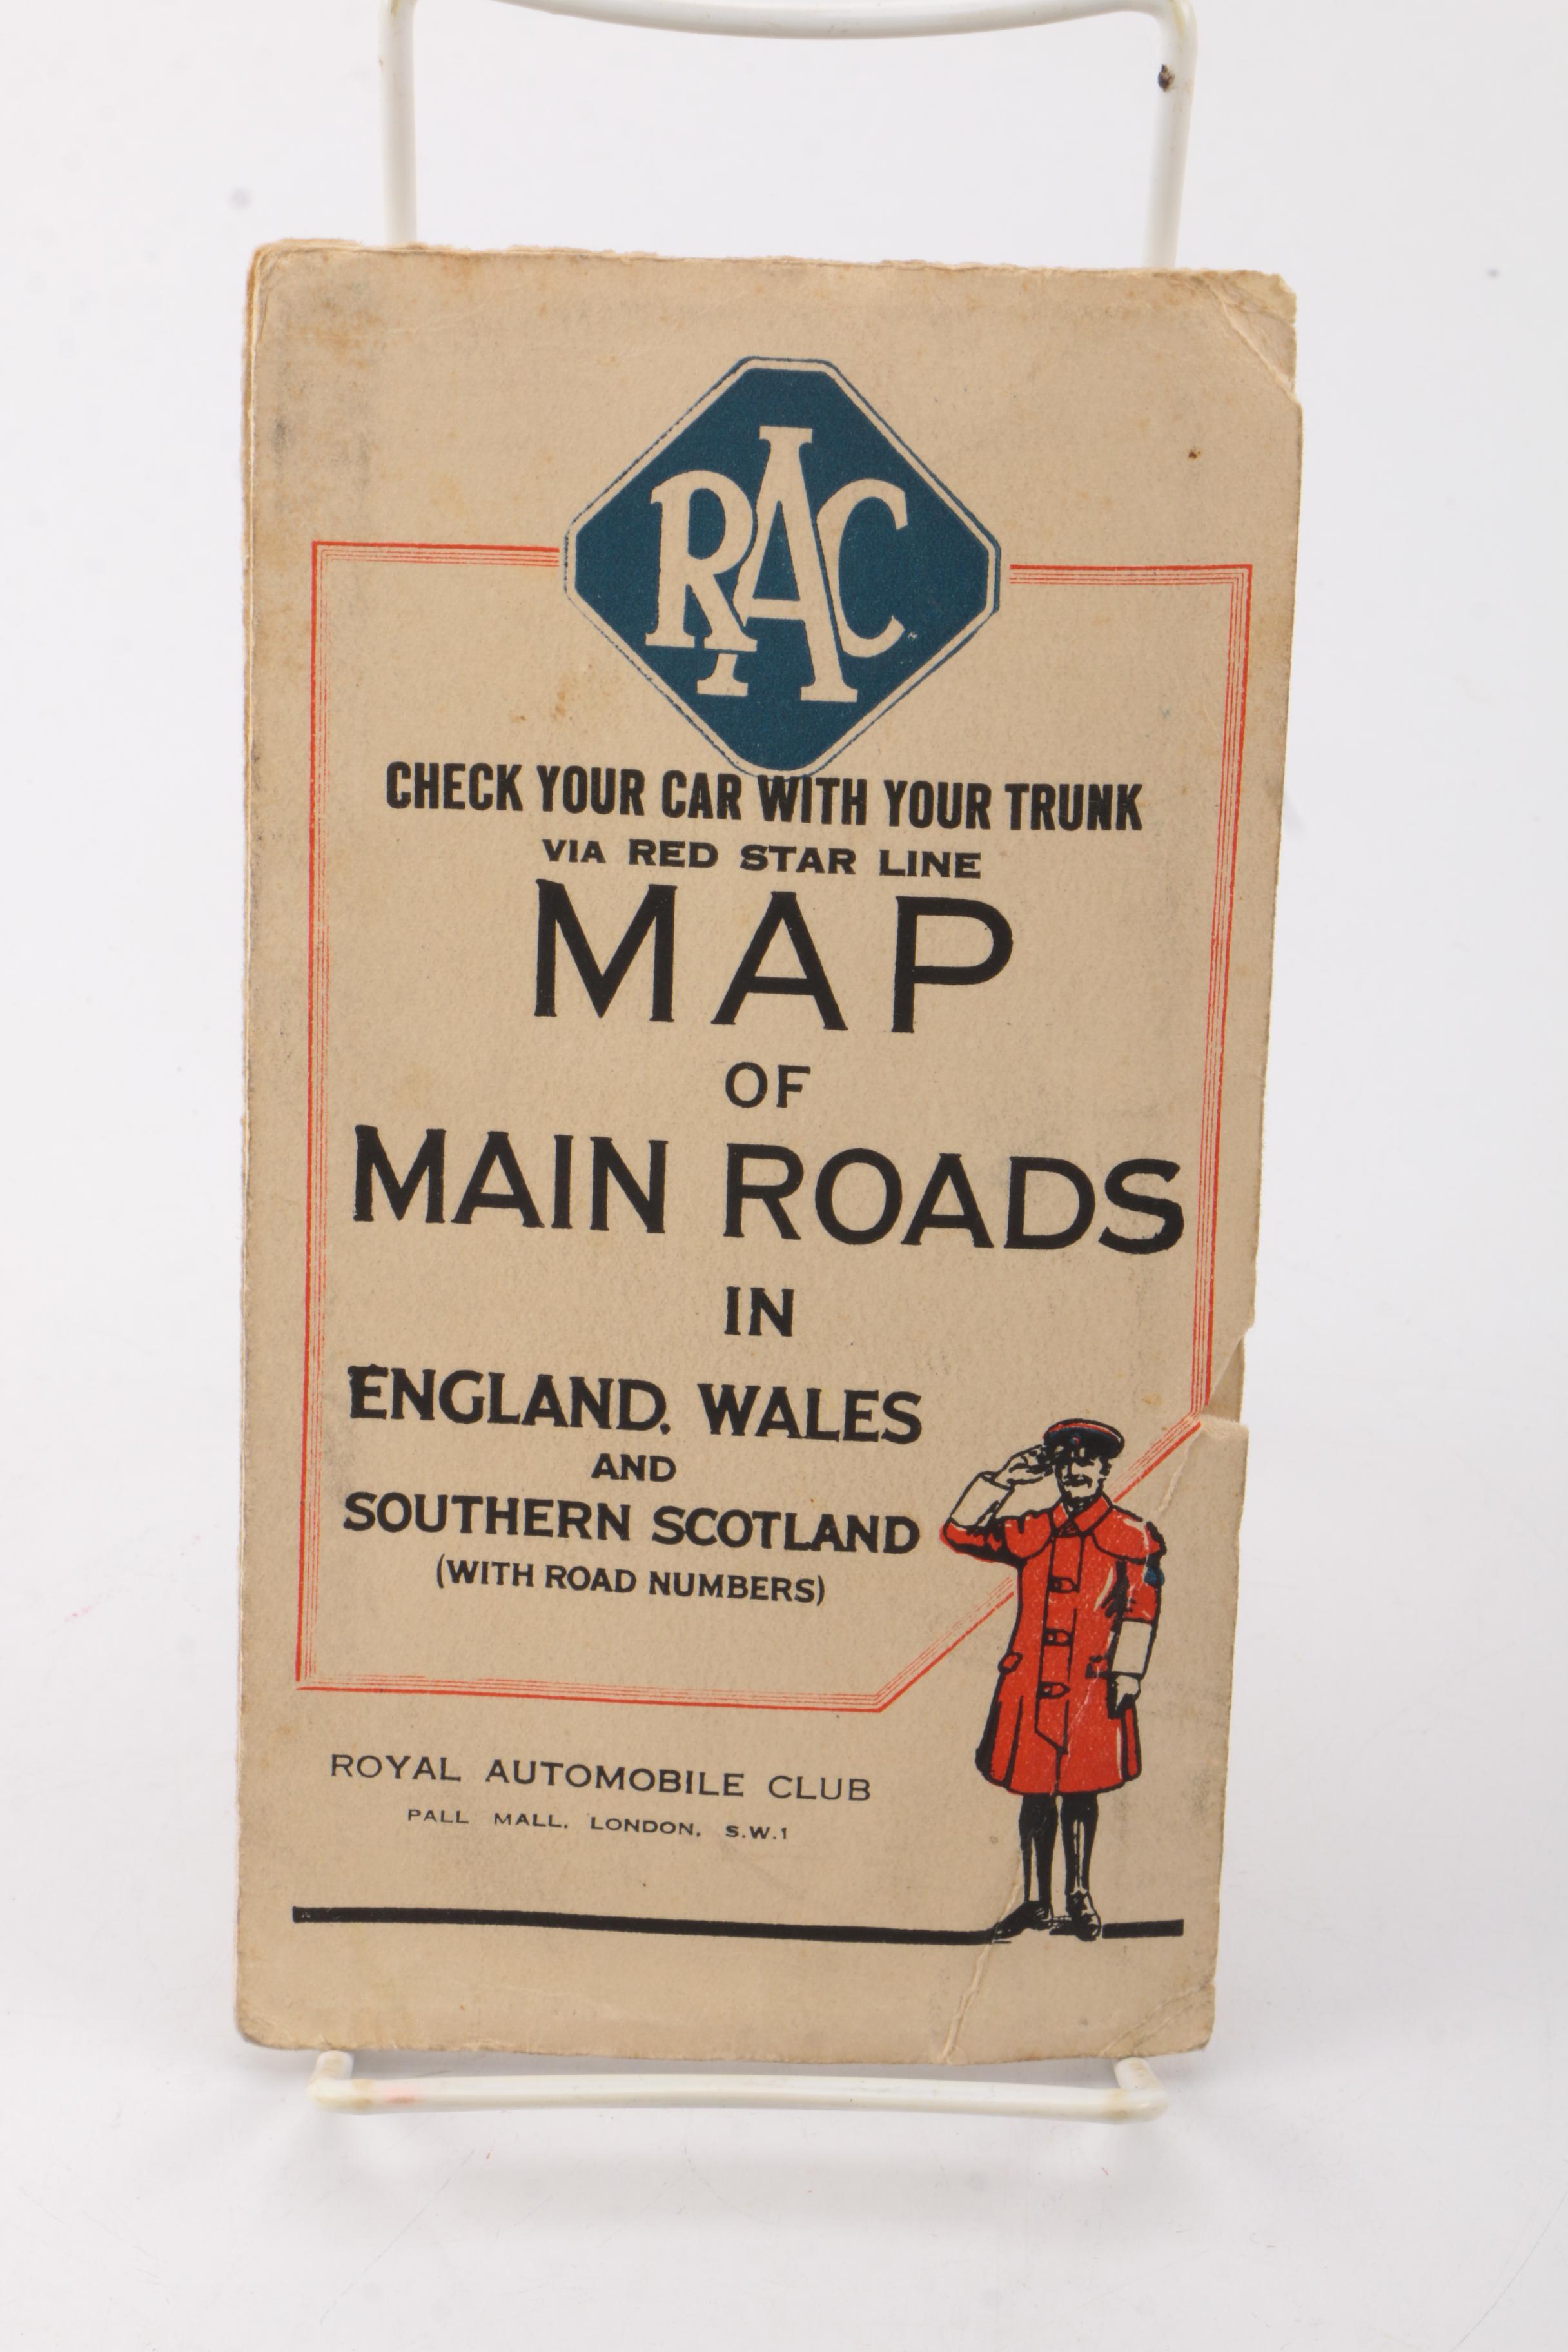 RAC
CHECK YOUR CAR WITH YOUR TRUNK
VIA RED STAR LINE
MAP
OF
MAIN ROADS
IN
ENGLAND, WALES
AND
SOUTHERN SCOTLAND
(WITH ROAD NUMBERS)
ROYAL AUTOMOBILE CLUB
PALL MALL, LONDON, S.W.1